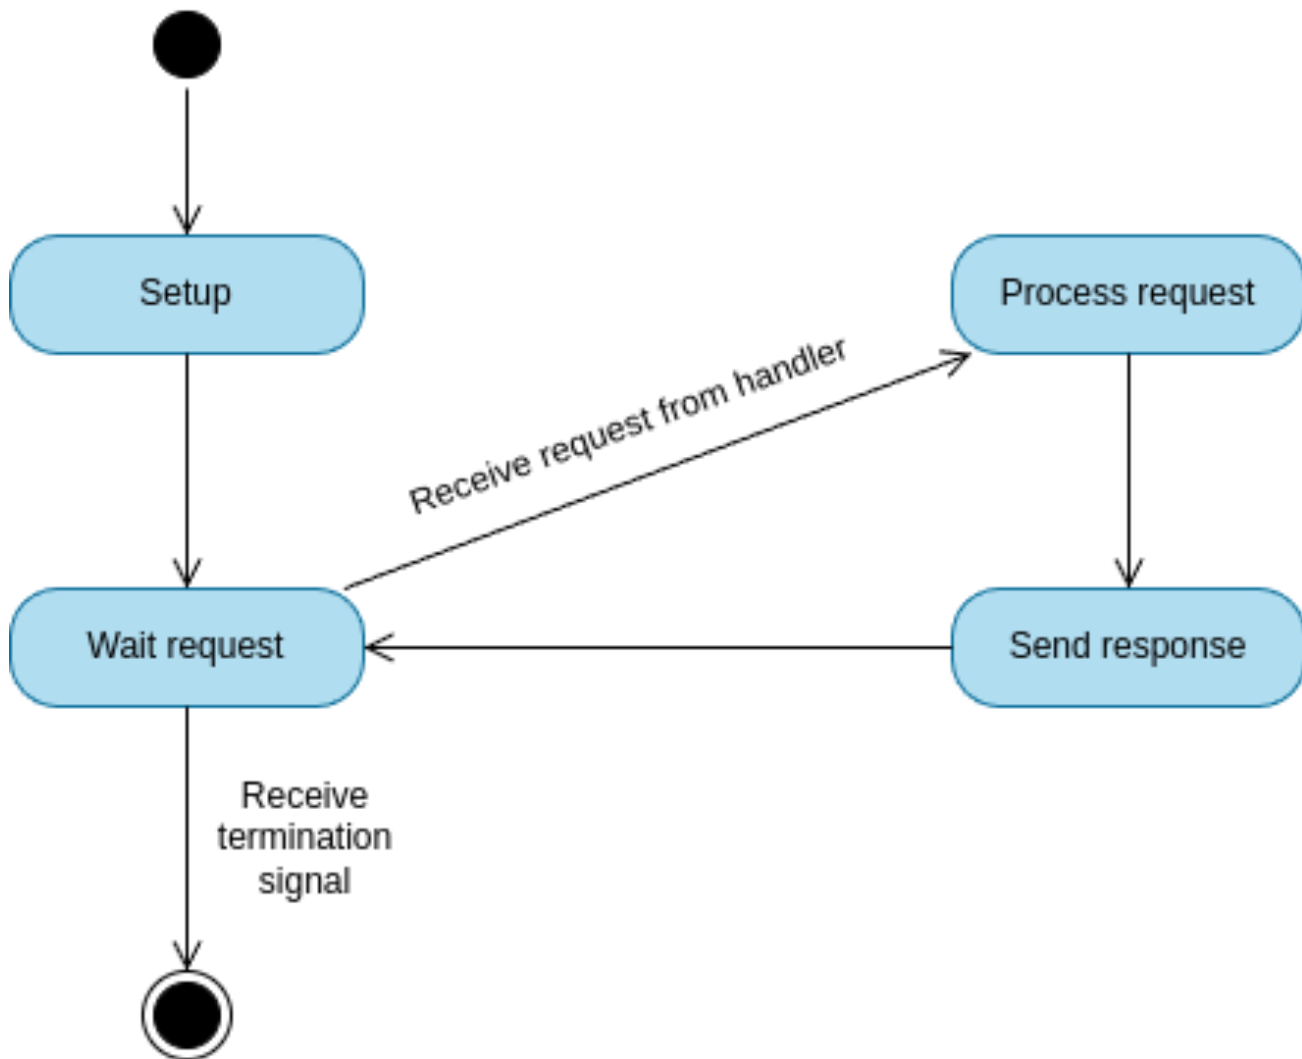 Setup
Process request
Receive request from handler
Wait request
Send response
Receive
termination
signal